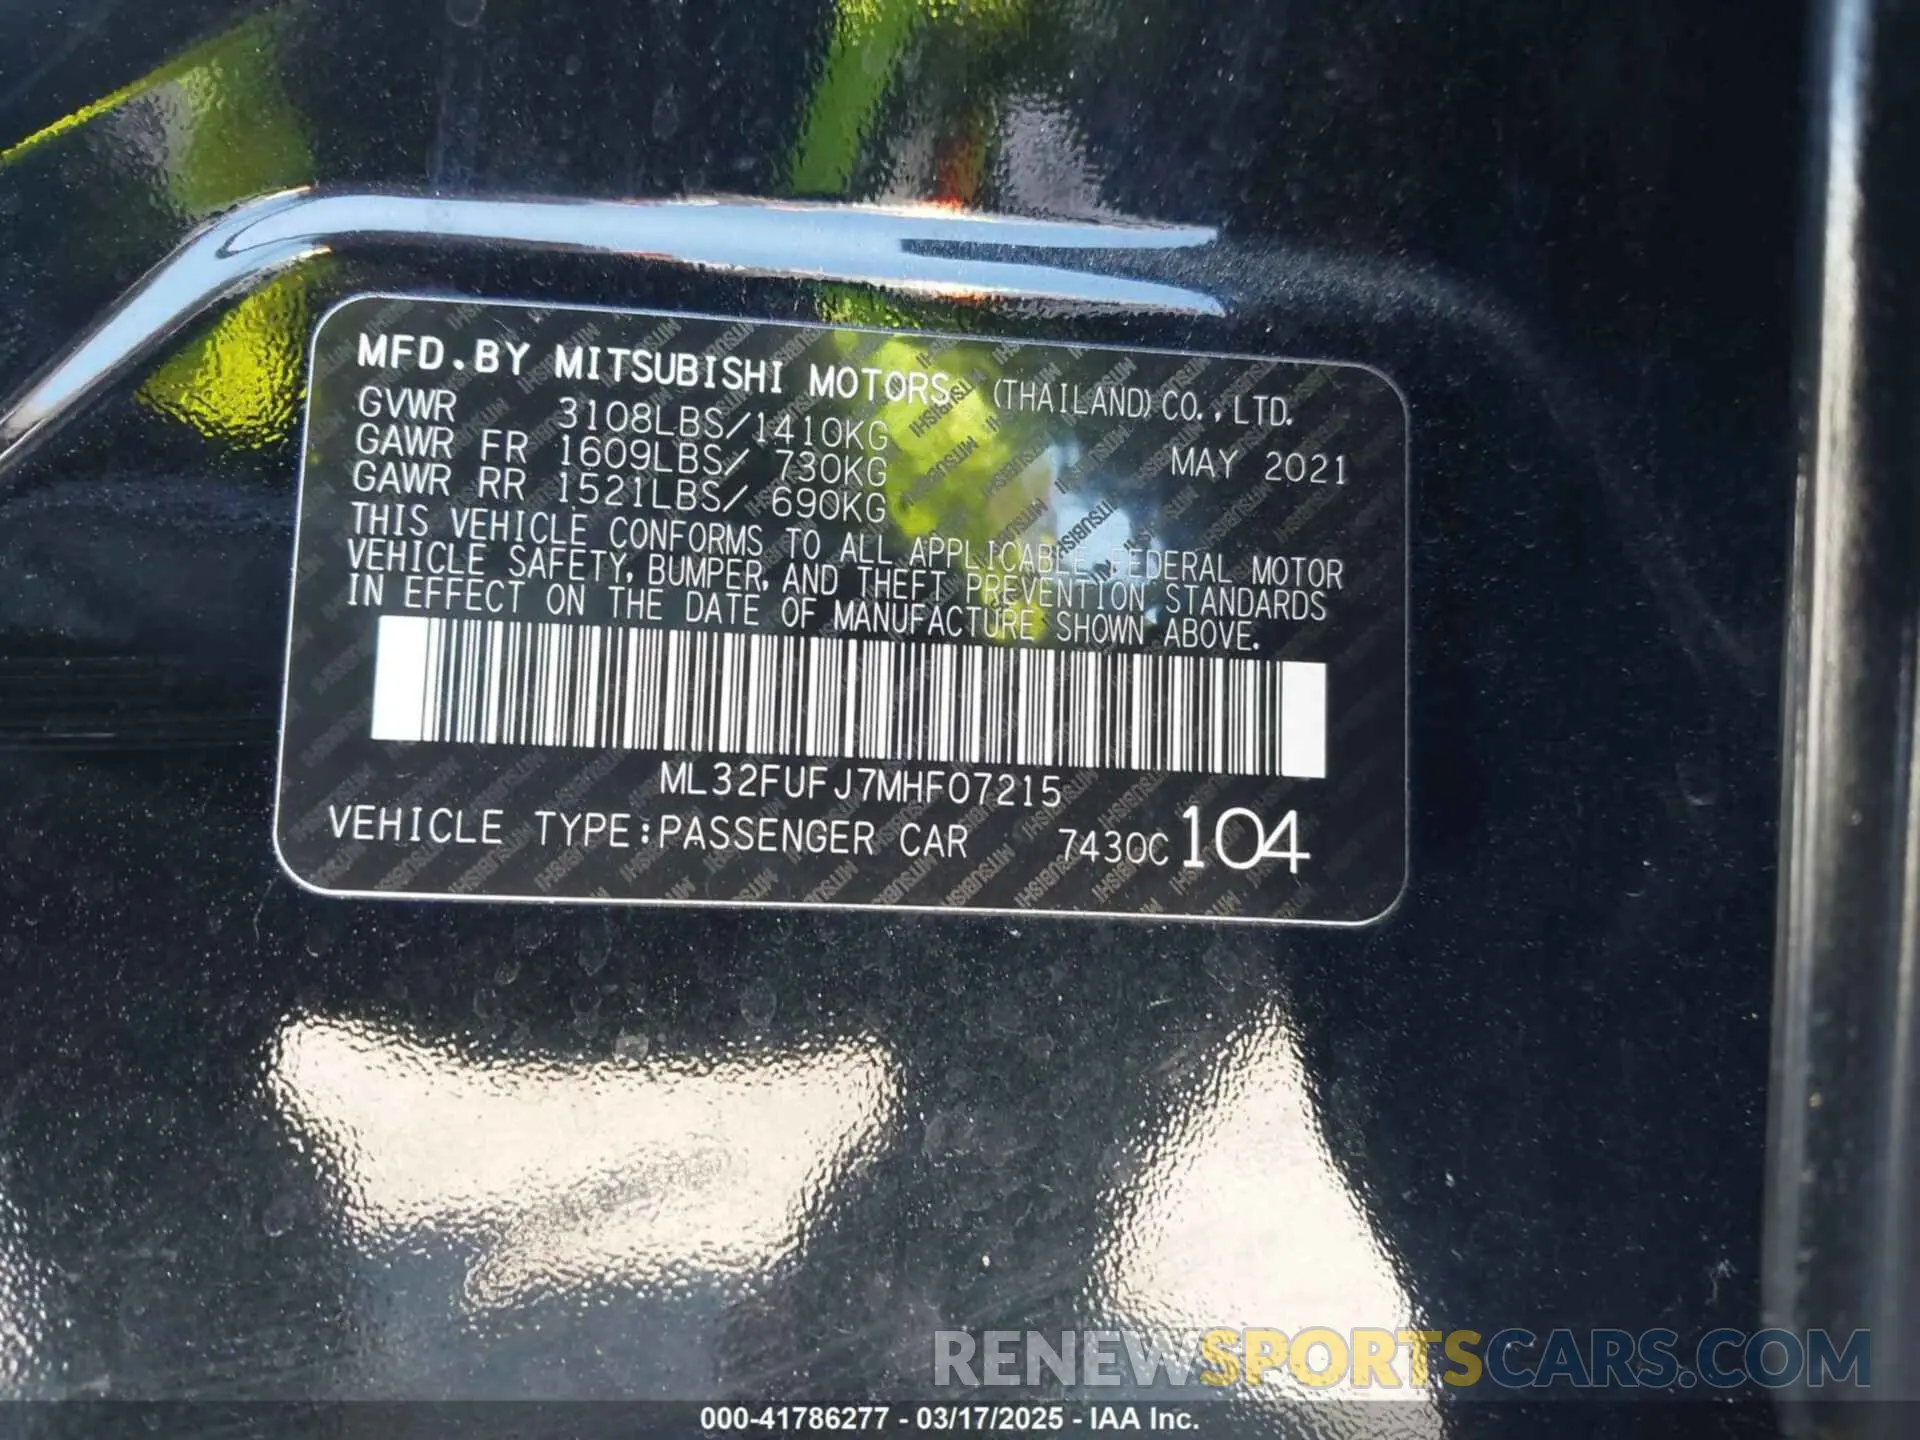 MFD.BY MITSUBISHI MOTORS (THAILAND) CO.,LTD.
GVWR 3108LBS/1410KG
GAWR FR 1609LBS/ 730KG MAY 2021
GAWR RR 1521LBS/ 690KG
THIS VEHICLE CONFORMS TO ALL APPLICABLE FEDERAL MOTOR
VEHICLE SAFETY, BUMPER, AND THEFT PREVENTION STANDARDS
IN EFFECT ON THE DATE OF MANUFACTURE SHOWN ABOVE.
ML32FUFJ7MHF07215
VEHICLE TYPE:PASSENGER CAR 7430C 104
RENEWSPORTSCARS.COM
000-41786277 - 03/17/2025 - IAA Inc.